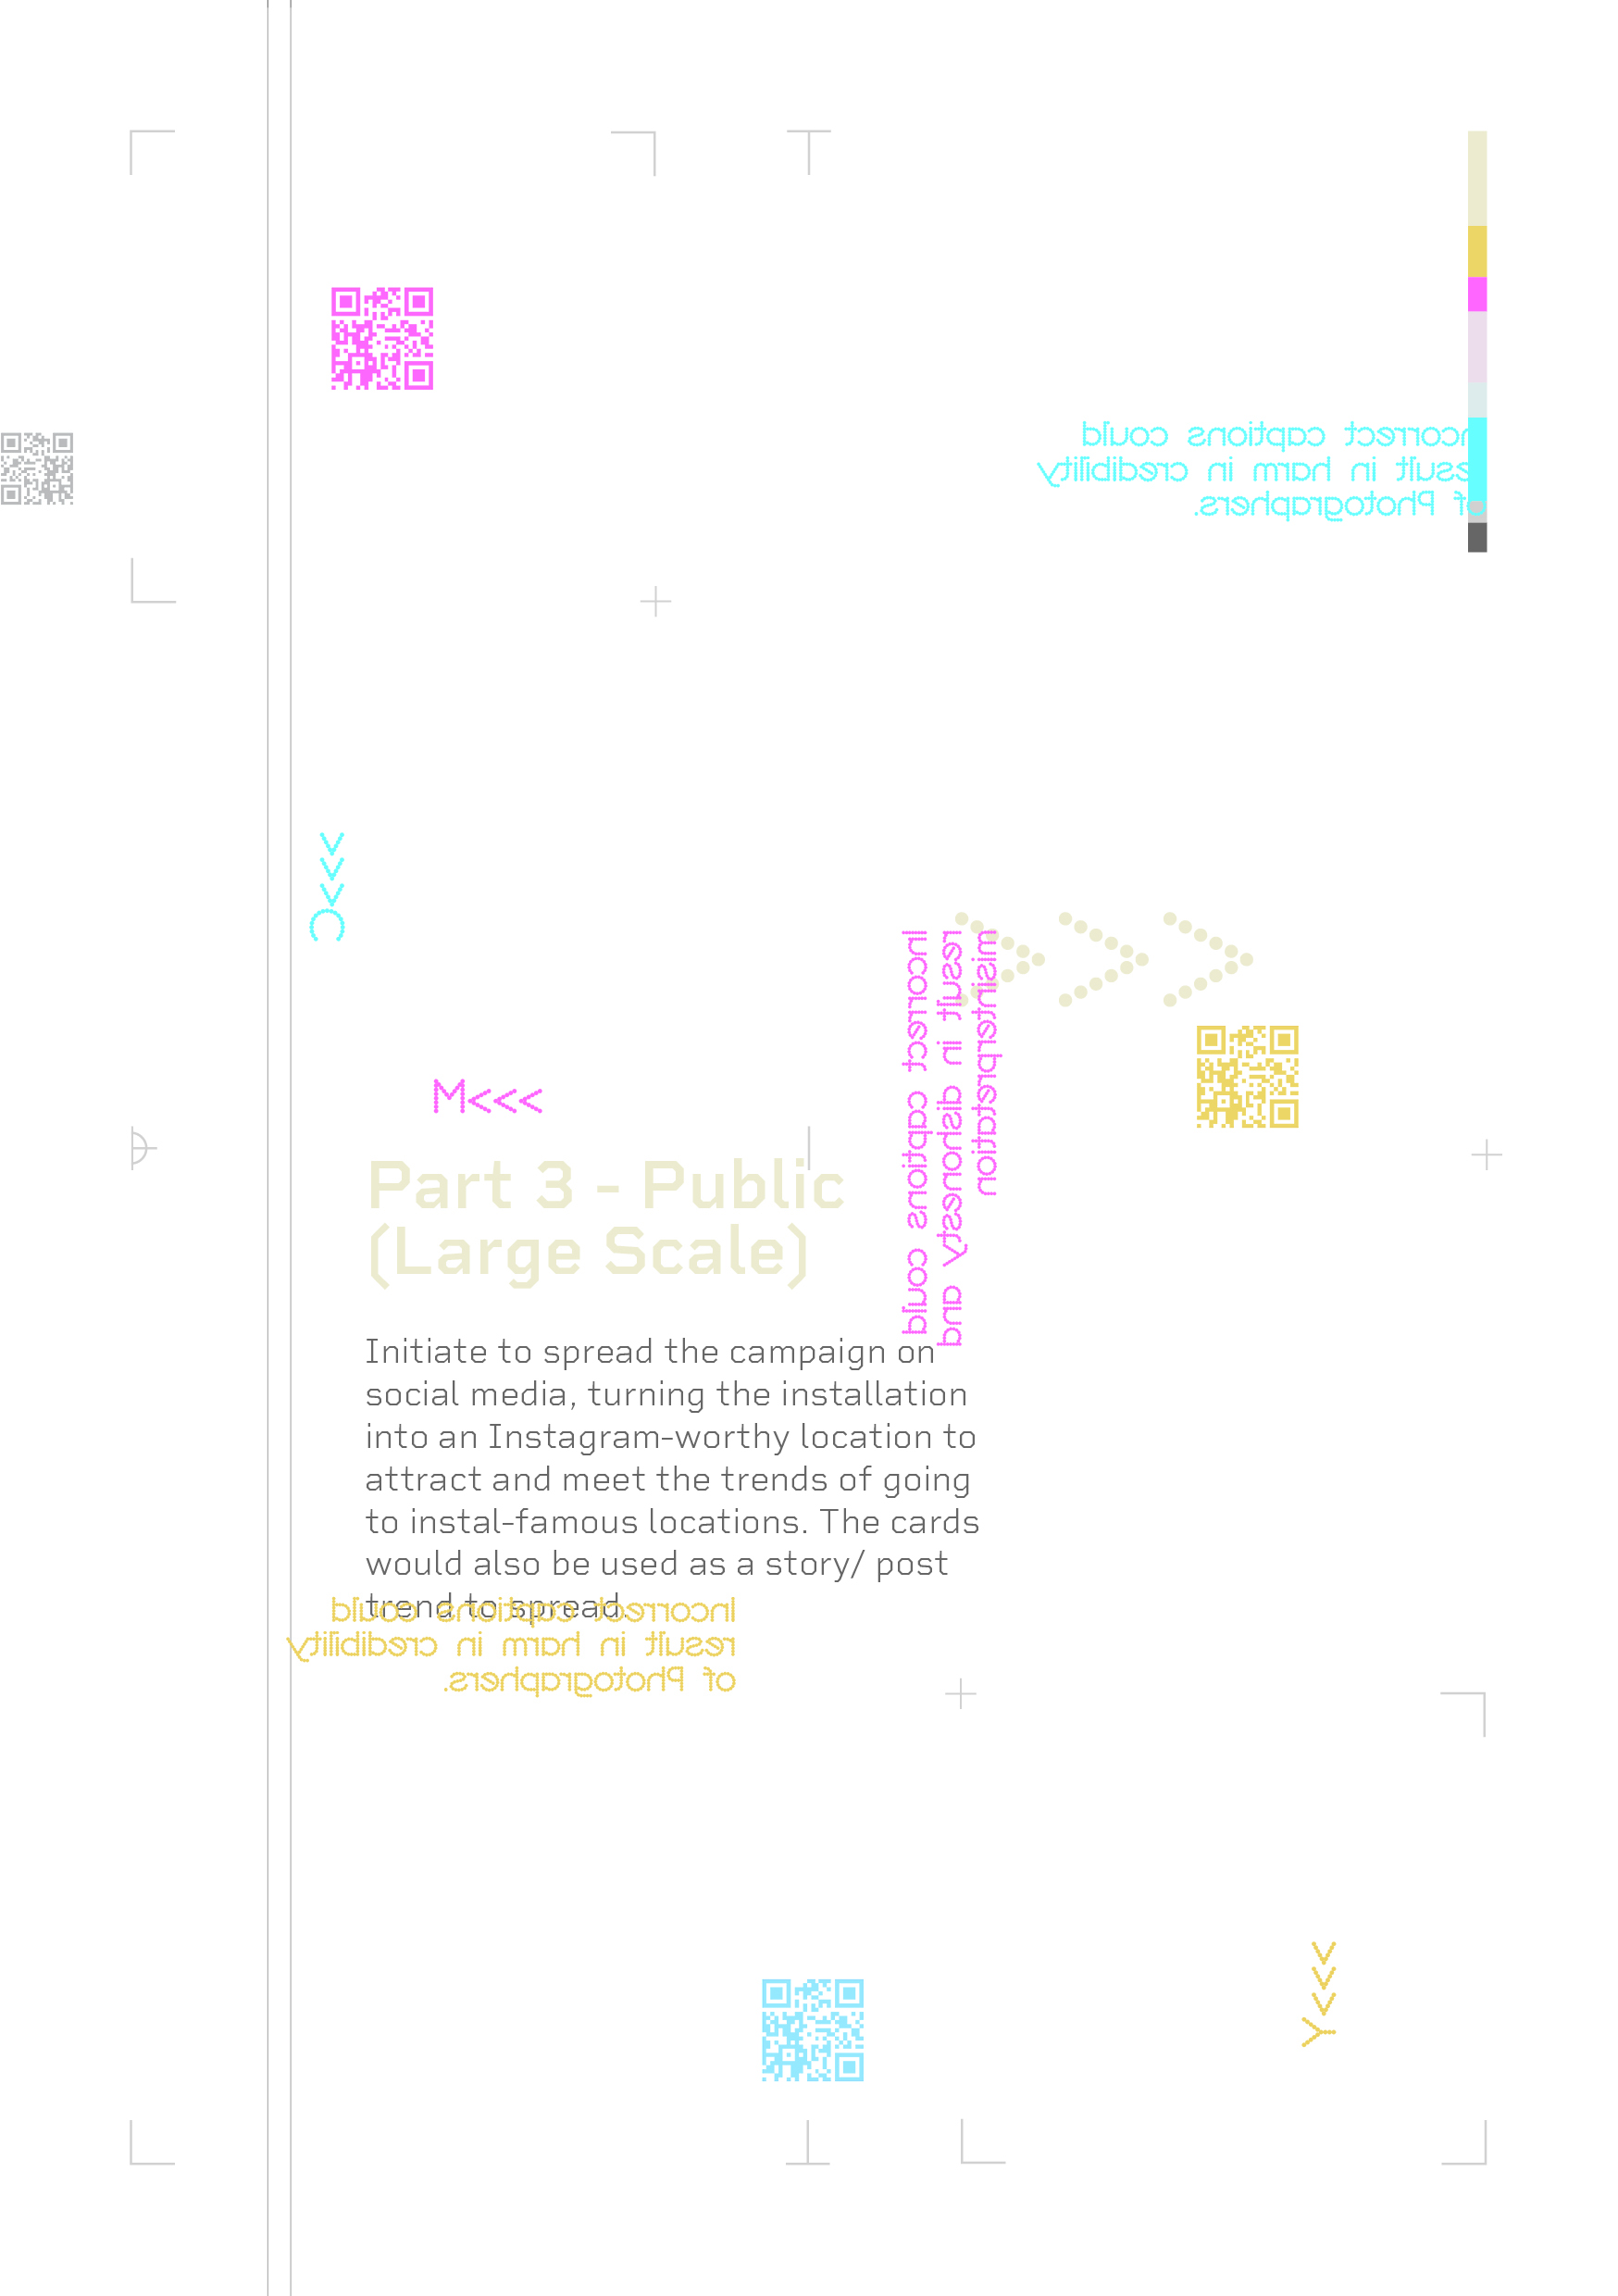 Incorrect captions could
result in harm in credibility
of Photographers.
>>>C
>>>
Incorrect captions could
result in dishonesty and
misinterpretation
M<<<
Part 3 - Public
(Large Scale)
Initiate to spread the campaign on
social media, turning the installation
into an Instagram-worthy location to
attract and meet the trends of going
to instal-famous locations. The cards
would also be used as a story/ post
trend to spread.
Incorrect captions could
result in harm in credibility
of Photographers.
>>>Y